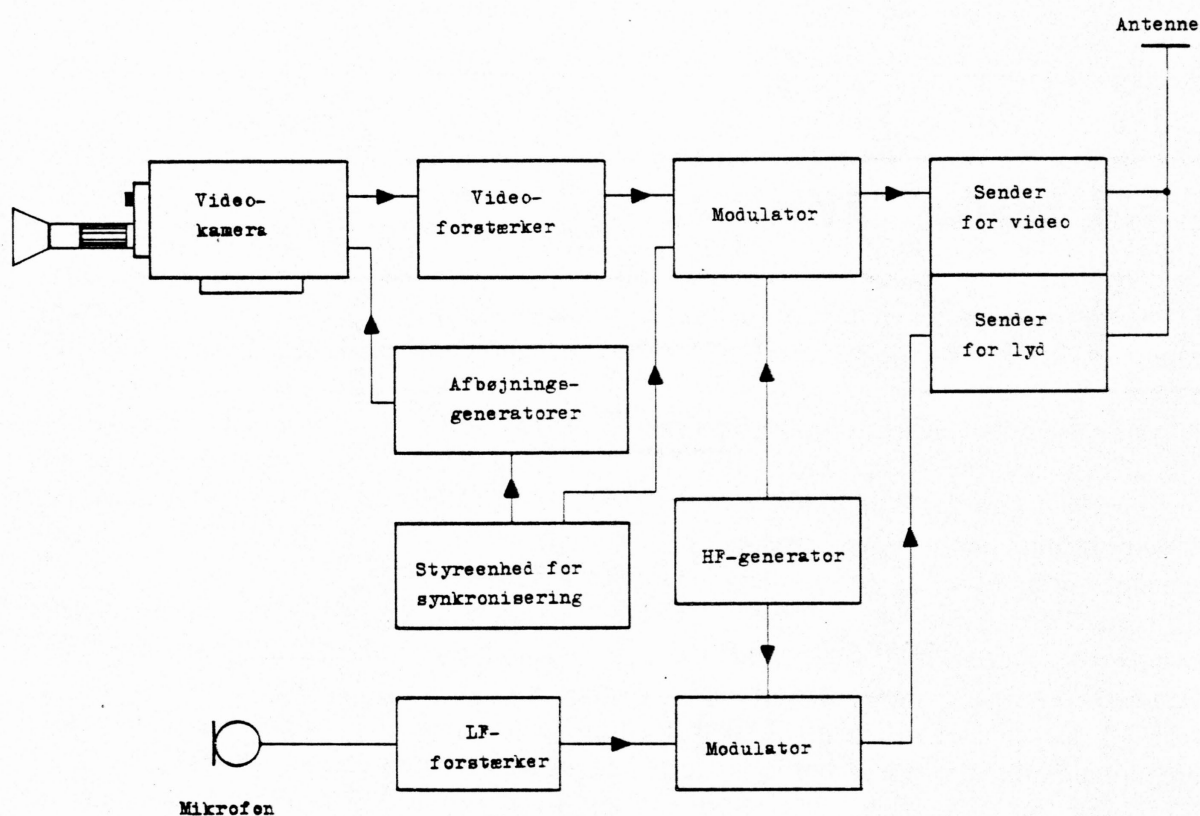 Antenne
Video-
kamera
Video-
forstærker
Modulator
Sender
for video
Sender
for lyd
Afbøjnings-
generatorer
Styreenhed for
synkronisering
HF-generator
LF-
forstærker
Modulator
Mikrofon